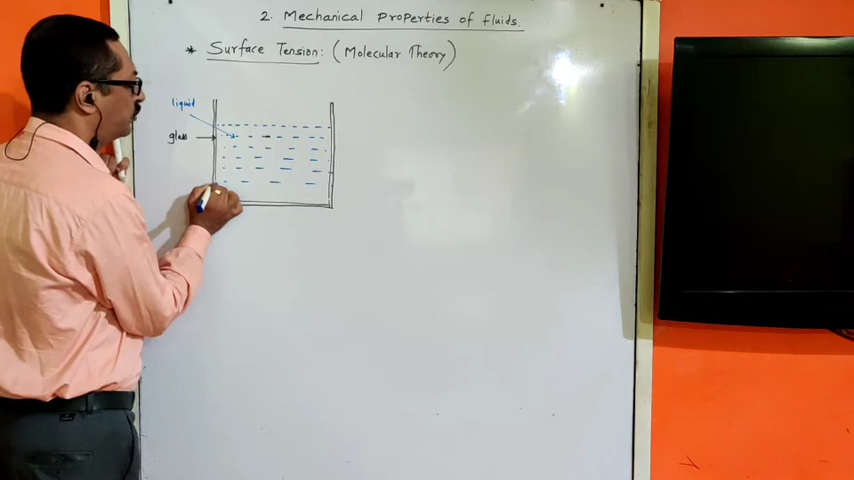 2. Mechanical Properties of fluids.
* Surface Tension: (Molecular Theory)
liquid
glass